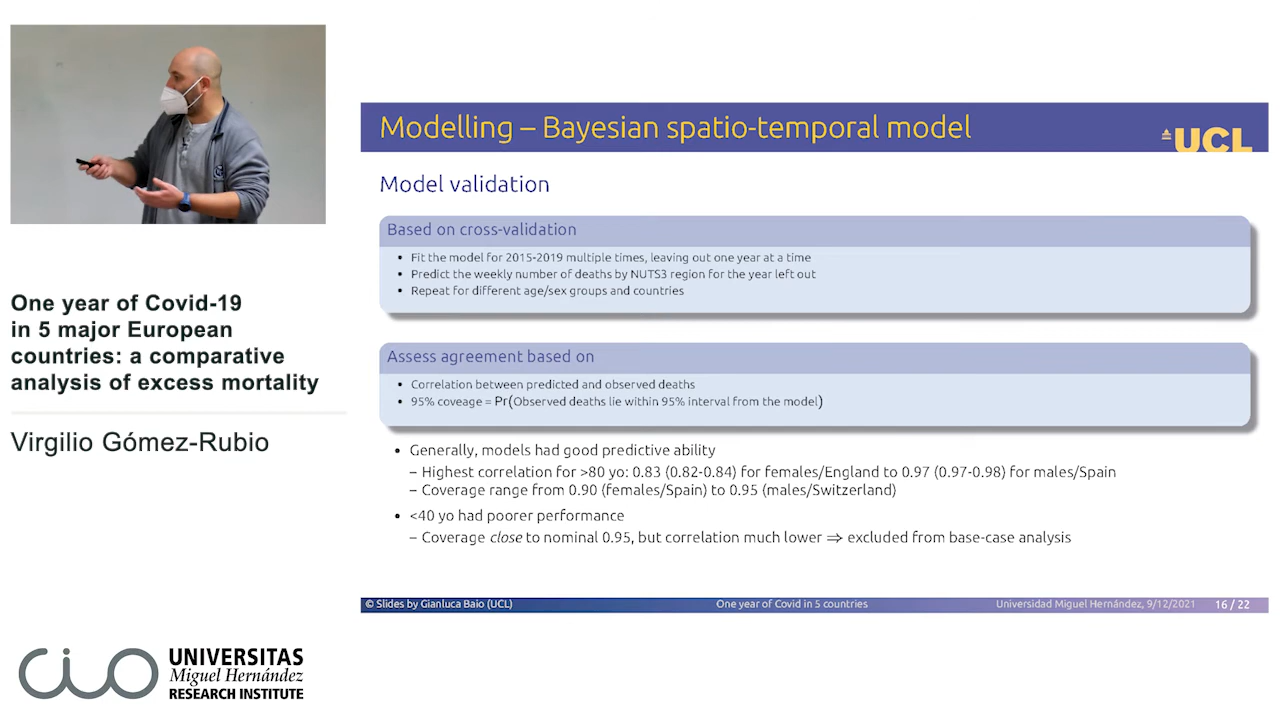 Modelling – Bayesian spatio-temporal model
UCL
Model validation
Based on cross-validation
• Fit the model for 2015-2019 multiple times, leaving out one year at a time
• Predict the weekly number of deaths by NUTS3 region for the year left out
• Repeat for different age/sex groups and countries
Assess agreement based on
• Correlation between predicted and observed deaths
• 95% coveage = Pr(Observed deaths lie within 95% interval from the model)
• Generally, models had good predictive ability
– Highest correlation for >80 yo: 0.83 (0.82-0.84) for females/England to 0.97 (0.97-0.98) for males/Spain
– Coverage range from 0.90 (females/Spain) to 0.95 (males/Switzerland)
• <40 yo had poorer performance
– Coverage close to nominal 0.95, but correlation much lower ⇒ excluded from base-case analysis
© Slides by Gianluca Baio (UCL)
One year of Covid in 5 countries
Universidad Miguel Hernández, 9/12/2021
16 / 22
One year of Covid-19
in 5 major European
countries: a comparative
analysis of excess mortality
Virgilio Gómez-Rubio
cio
UNIVERSITAS
Miguel Hernández
RESEARCH INSTITUTE